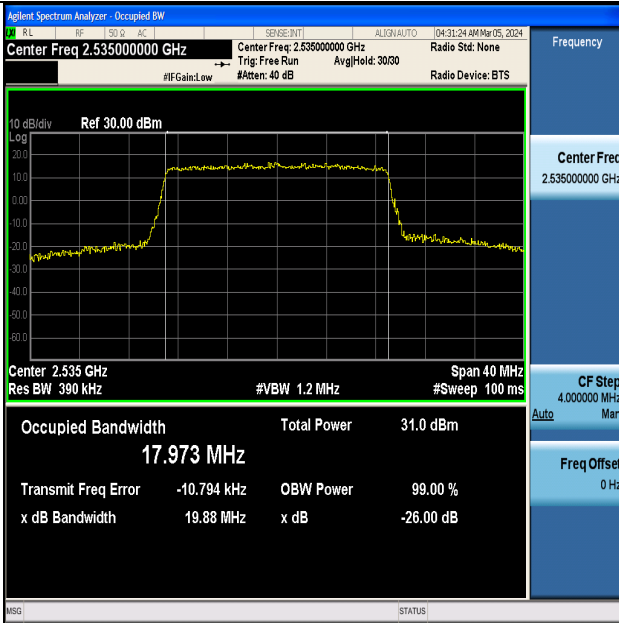 Agilent Spectrum Analyzer - Occupied BW
LXI RL RF 50 Ω AC SENSE:INT ALIGN AUTO 04:31:24 AM Mar 05, 2024
Center Freq 2.535000000 GHz Center Freq: 2.535000000 GHz Radio Std: None
Trig: Free Run Avg|Hold: 30/30
#IFGain:Low #Atten: 40 dB Radio Device: BTS
Frequency
10 dB/div Ref 30.00 dBm
Log
20.0
10.0
0.00
-10.0
-20.0
-30.0
-40.0
-50.0
-60.0
Center 2.535 GHz Span 40 MHz
Res BW 390 kHz #VBW 1.2 MHz #Sweep 100 ms
Occupied Bandwidth Total Power 31.0 dBm
17.973 MHz
Transmit Freq Error -10.794 kHz OBW Power 99.00 %
x dB Bandwidth 19.88 MHz x dB -26.00 dB
Center Freq
2.535000000 GHz
CF Step
4.000000 MHz
Auto Man
Freq Offset
0 Hz
MSG STATUS